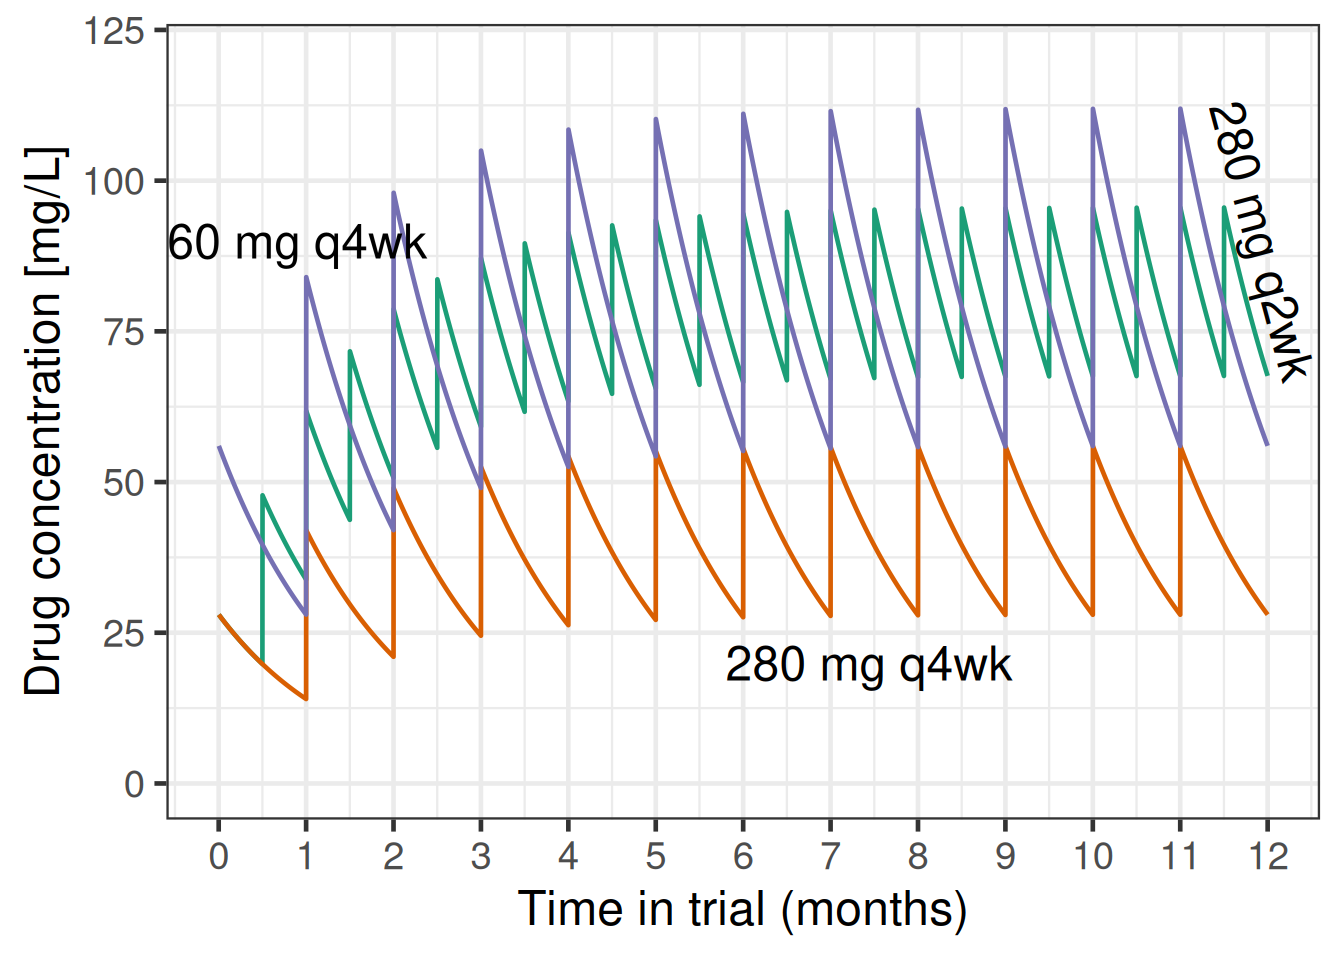 125
100
75
50
25
0
Drug concentration [mg/L]
60 mg q4wk
280 mg q2wk
280 mg q4wk
0 1 2 3 4 5 6 7 8 9 10 11 12
Time in trial (months)